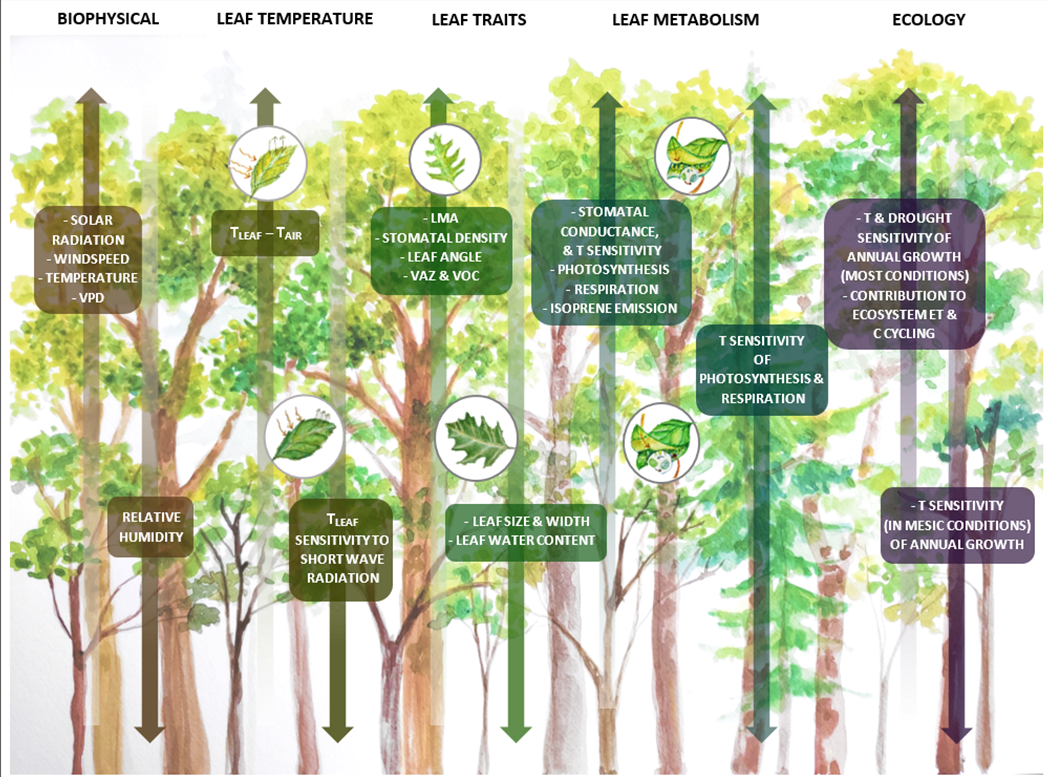 BIOPHYSICAL
LEAF TEMPERATURE
LEAF TRAITS
LEAF METABOLISM
ECOLOGY
- SOLAR
RADIATION
- WINDSPEED
- TEMPERATURE
- VPD
TLEAF – TAIR
- LMA
- STOMATAL DENSITY
- LEAF ANGLE
- VAZ & VOC
- STOMATAL
CONDUCTANCE,
& T SENSITIVITY
- PHOTOSYNTHESIS
- RESPIRATION
- ISOPRENE EMISSION
- T & DROUGHT
SENSITIVITY OF
ANNUAL GROWTH
(MOST CONDITIONS)
- CONTRIBUTION TO
ECOSYSTEM ET &
C CYCLING
T SENSITIVITY
OF
PHOTOSYNTHESIS &
RESPIRATION
RELATIVE
HUMIDITY
TLEAF
SENSITIVITY TO
SHORT WAVE
RADIATION
- LEAF SIZE & WIDTH
- LEAF WATER CONTENT
- T SENSITIVITY
(IN MESIC CONDITIONS)
OF ANNUAL GROWTH